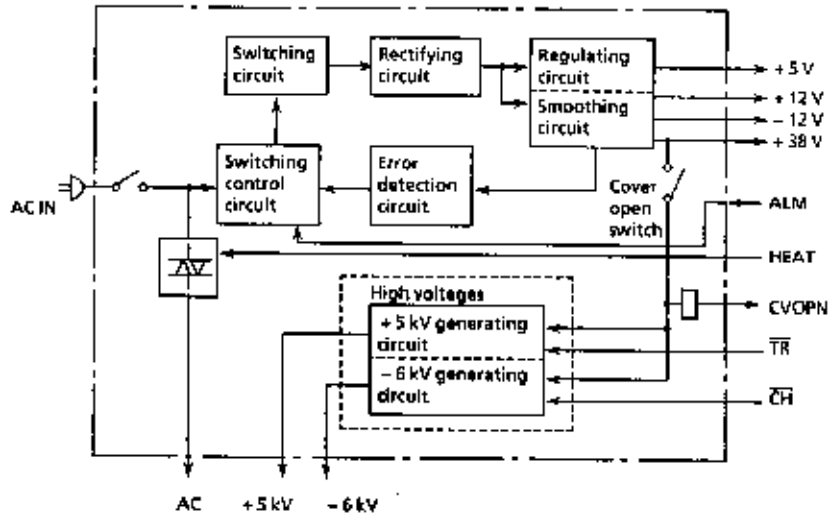 Switching
circuit
Rectifying
circuit
Regulating
circuit
Smoothing
circuit
+ 5 V
+ 12 V
– 12 V
+ 38 V
Switching
control
circuit
Error
detection
circuit
Cover
open
switch
AC IN
ALM
HEAT
CVOPN
T̅R̅
C̅H̅
High voltages
+ 5 kV generating
circuit
– 6 kV generating
circuit
AC
+ 5 kV
– 6 kV